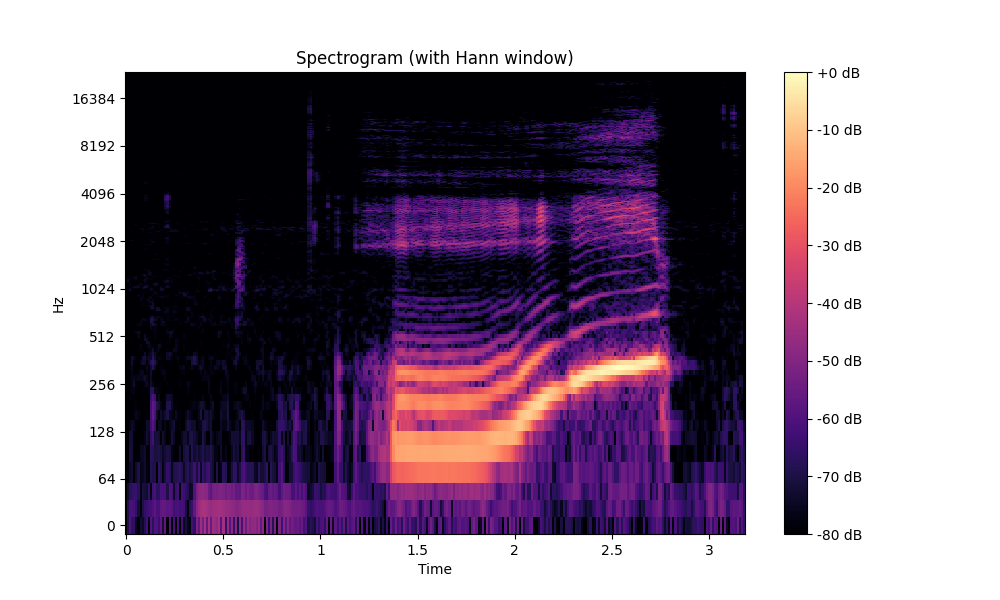 Spectrogram (with Hann window)
Hz
16384
8192
4096
2048
1024
512
256
128
64
0
0 0.5 1 1.5 2 2.5 3
Time
+0 dB
-10 dB
-20 dB
-30 dB
-40 dB
-50 dB
-60 dB
-70 dB
-80 dB